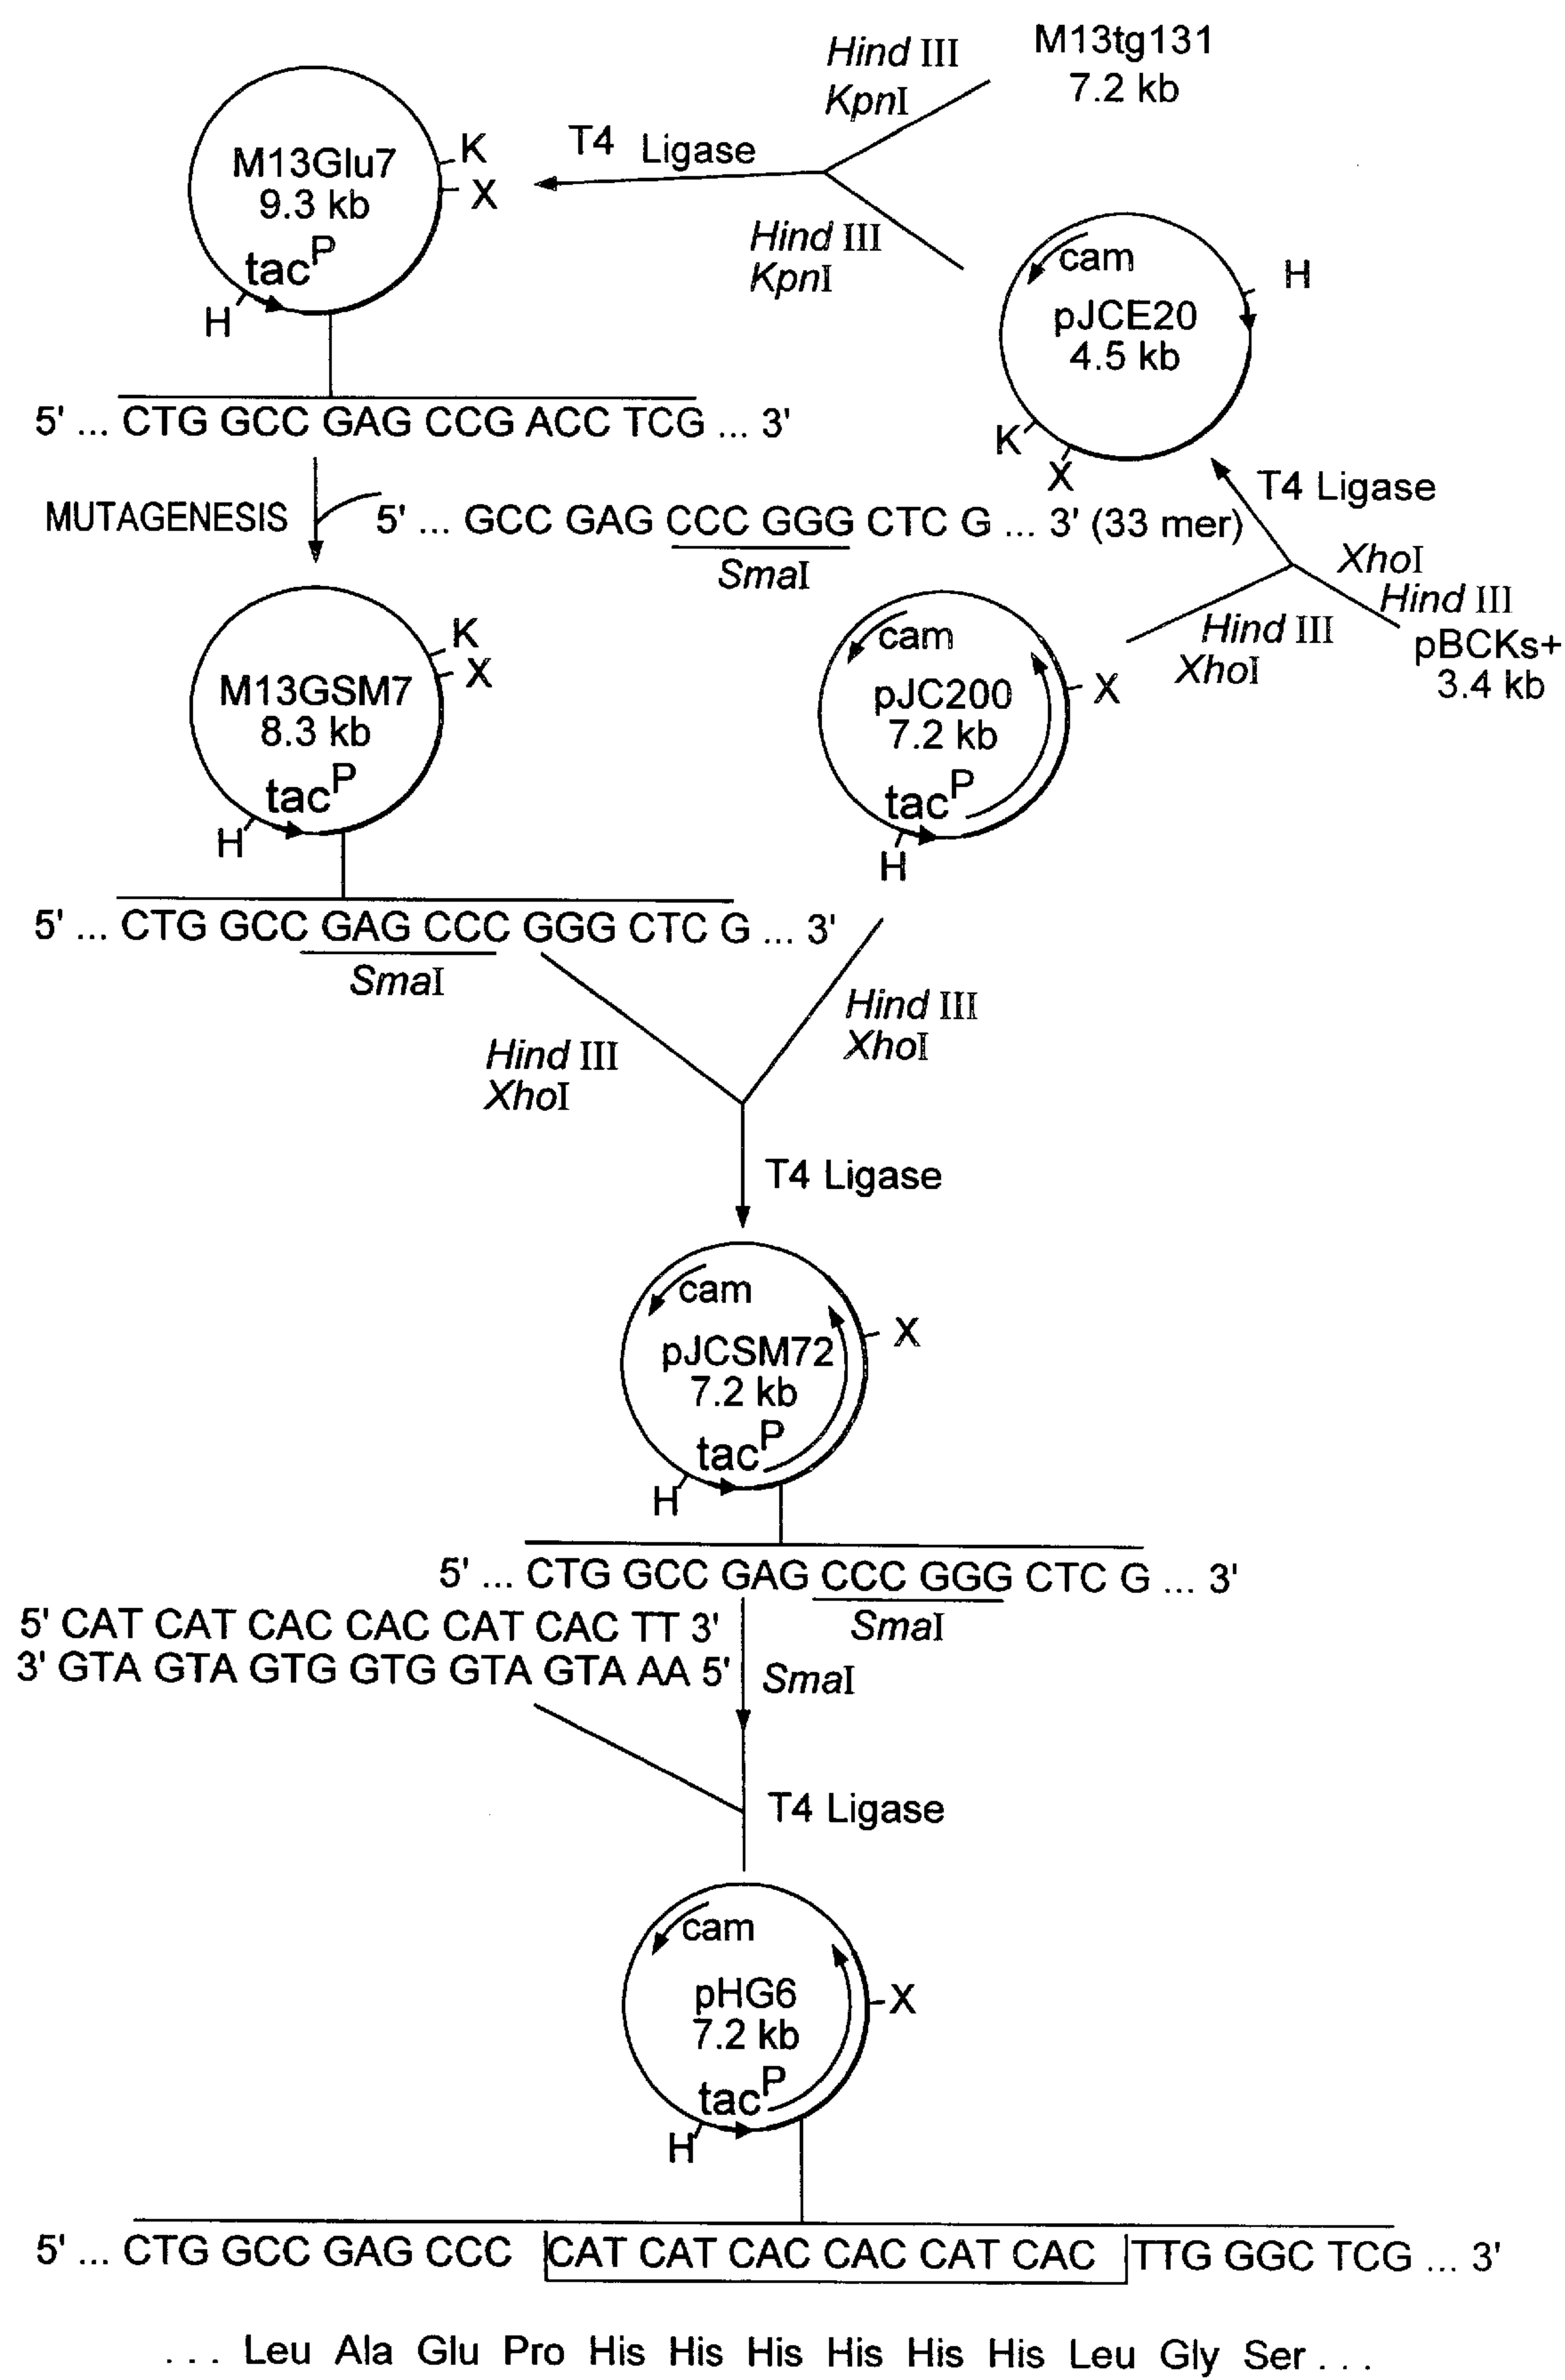 Hind III
KpnI
M13tg131
7.2 kb
T4 Ligase
M13Glu7
9.3 kb
tacP
K
X
H
Hind III
KpnI
cam
pJCE20
4.5 kb
H
K
X
5' ... CTG GCC GAG CCG ACC TCG ... 3'
T4 Ligase
MUTAGENESIS
5' ... GCC GAG CCC GGG CTC G ... 3' (33 mer)
SmaI
XhoI
Hind III
pBCKs+
3.4 kb
Hind III
XhoI
M13GSM7
8.3 kb
tacP
K
X
H
cam
pJC200
7.2 kb
tacP
X
H
5' ... CTG GCC GAG CCC GGG CTC G ... 3'
SmaI
Hind III
XhoI
Hind III
XhoI
T4 Ligase
cam
pJCSM72
7.2 kb
tacP
X
H
5' ... CTG GCC GAG CCC GGG CTC G ... 3'
SmaI
5' CAT CAT CAC CAC CAT CAC TT 3'
3' GTA GTA GTG GTG GTA GTA AA 5'
SmaI
T4 Ligase
cam
pHG6
7.2 kb
tacP
X
H
5' ... CTG GCC GAG CCC CAT CAT CAC CAC CAT CAC TTG GGC TCG ... 3'
... Leu Ala Glu Pro His His His His His His Leu Gly Ser ...